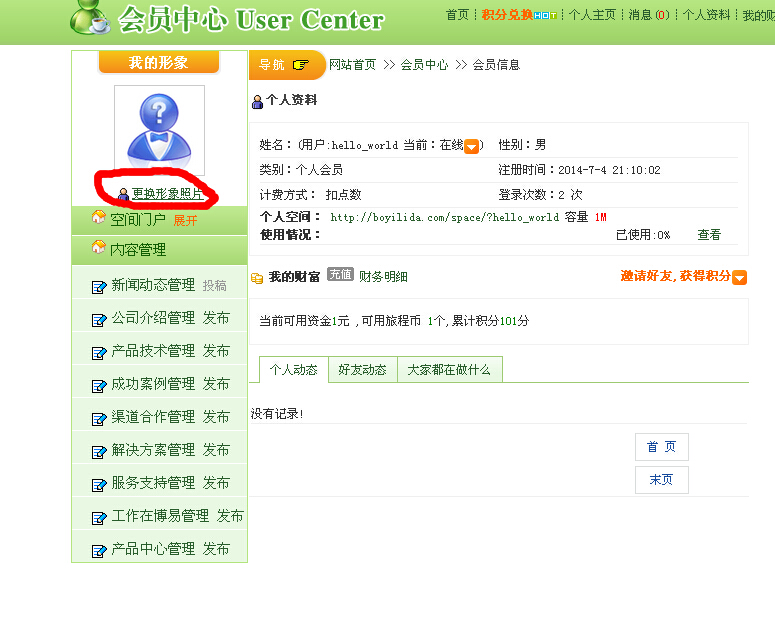 会员中心 User Center
首页 积分兑换HOT 个人主页 消息(0) 个人资料 我的财
我的形象
导航 网站首页 >> 会员中心 >> 会员信息
个人资料
姓名：(用户:hello_world 当前：在线) 性别：男
类别：个人会员 注册时间：2014-7-4 21:10:02
计费方式： 扣点数 登录次数：2 次
个人空间： http://boyilida.com/space/?hello_world 容量 1M
使用情况： 已使用:0% 查看
更换形象照片
空间门户 展开
内容管理
新闻动态管理 投稿
公司介绍管理 发布
产品技术管理 发布
成功案例管理 发布
渠道合作管理 发布
解决方案管理 发布
服务支持管理 发布
工作在博易管理 发布
产品中心管理 发布
我的财富 充值 财务明细 邀请好友,获得积分
当前可用资金1元 ,可用旅程币 1个,累计积分101分
个人动态 好友动态 大家都在做什么
没有记录!
首 页
末页